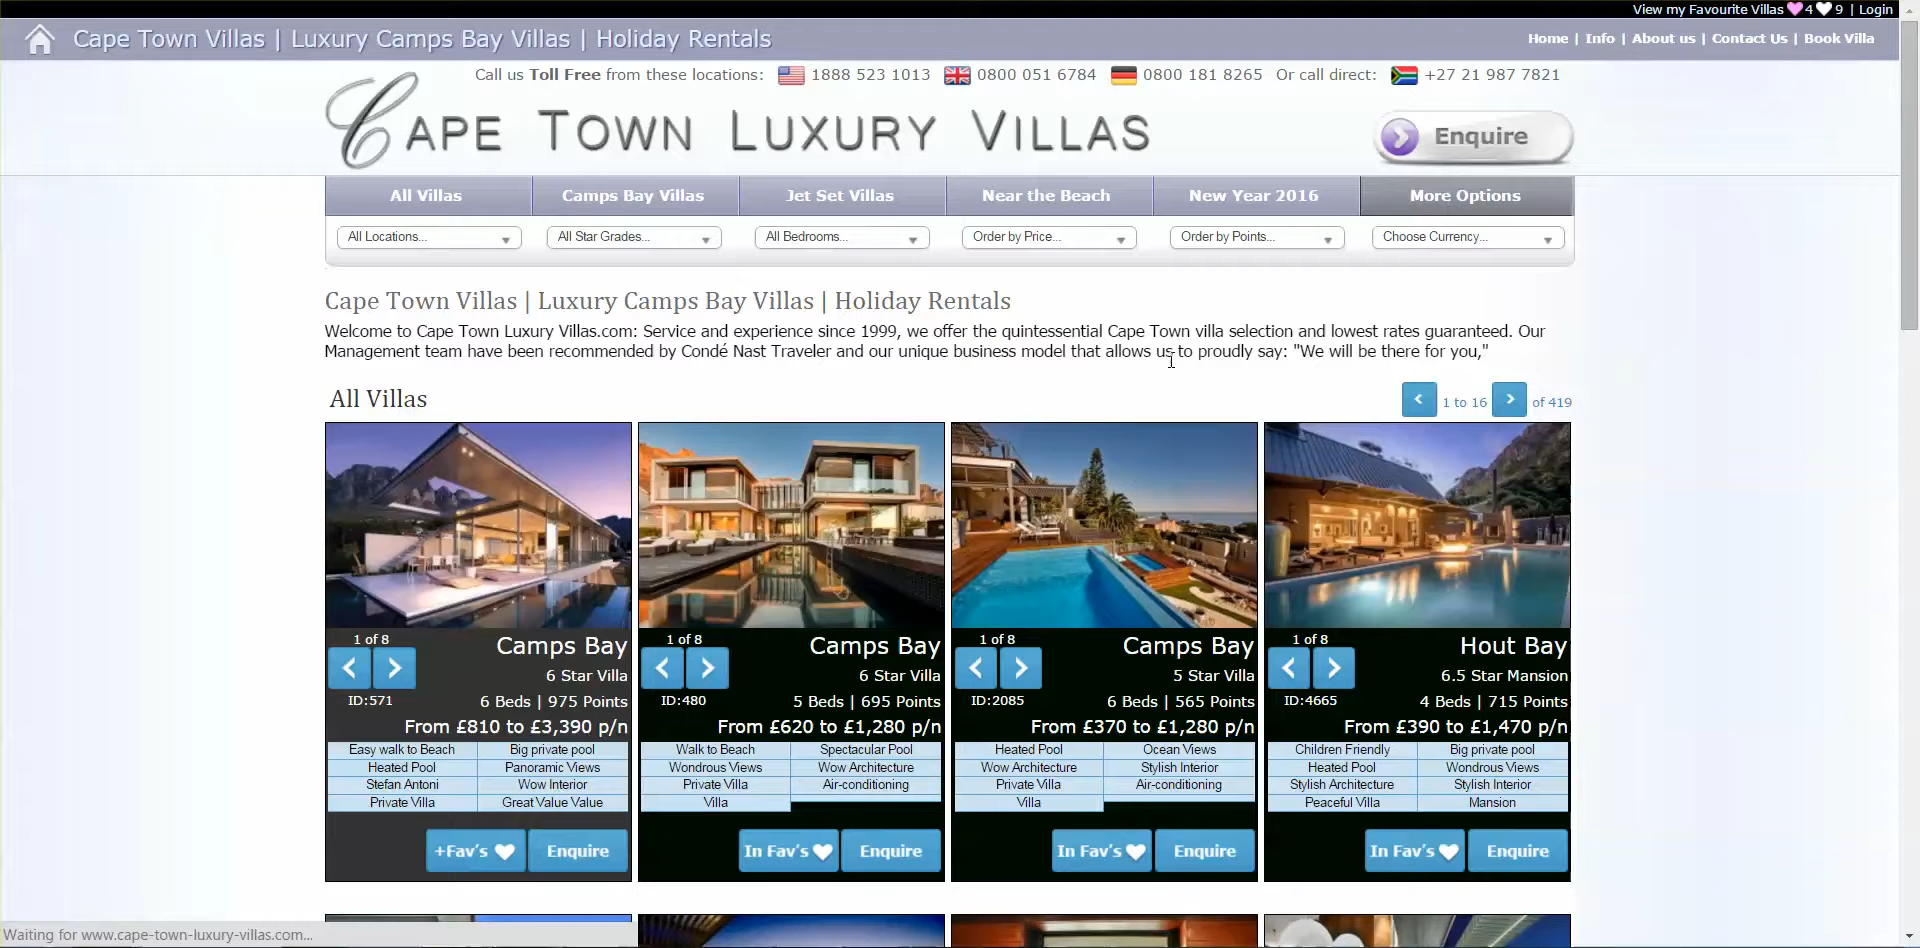 View my Favourite Villas 4 9 | Login
Cape Town Villas | Luxury Camps Bay Villas | Holiday Rentals
Home | Info | About us | Contact Us | Book Villa
Call us Toll Free from these locations: 1888 523 1013 0800 051 6784 0800 181 8265 Or call direct: +27 21 987 7821
CAPE TOWN LUXURY VILLAS
Enquire
All Villas Camps Bay Villas Jet Set Villas Near the Beach New Year 2016 More Options
All Locations... All Star Grades... All Bedrooms... Order by Price... Order by Points... Choose Currency...
Cape Town Villas | Luxury Camps Bay Villas | Holiday Rentals
Welcome to Cape Town Luxury Villas.com: Service and experience since 1999, we offer the quintessential Cape Town villa selection and lowest rates guaranteed. Our
Management team have been recommended by Condé Nast Traveler and our unique business model that allows us to proudly say: "We will be there for you,"
All Villas
< 1 to 16 > of 419
1 of 8
Camps Bay
6 Star Villa
ID:571
6 Beds | 975 Points
From £810 to £3,390 p/n
Easy walk to Beach Big private pool
Heated Pool Panoramic Views
Stefan Antoni Wow Interior
Private Villa Great Value Value
+Fav's Enquire
1 of 8
Camps Bay
6 Star Villa
ID:480
5 Beds | 695 Points
From £620 to £1,280 p/n
Walk to Beach Spectacular Pool
Wondrous Views Wow Architecture
Private Villa Air-conditioning
Villa
In Fav's Enquire
1 of 8
Camps Bay
5 Star Villa
ID:2085
6 Beds | 565 Points
From £370 to £1,280 p/n
Heated Pool Ocean Views
Wow Architecture Stylish Interior
Private Villa Air-conditioning
Villa
In Fav's Enquire
1 of 8
Hout Bay
6.5 Star Mansion
ID:4665
4 Beds | 715 Points
From £390 to £1,470 p/n
Children Friendly Big private pool
Heated Pool Wondrous Views
Stylish Architecture Stylish Interior
Peaceful Villa Mansion
In Fav's Enquire
Waiting for www.cape-town-luxury-villas.com...